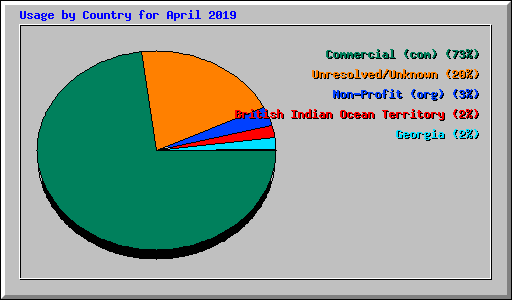 Usage by Country for April 2019
Commercial (com) (73%)
Unresolved/Unknown (20%)
Non-Profit (org) (3%)
British Indian Ocean Territory (2%)
Georgia (2%)